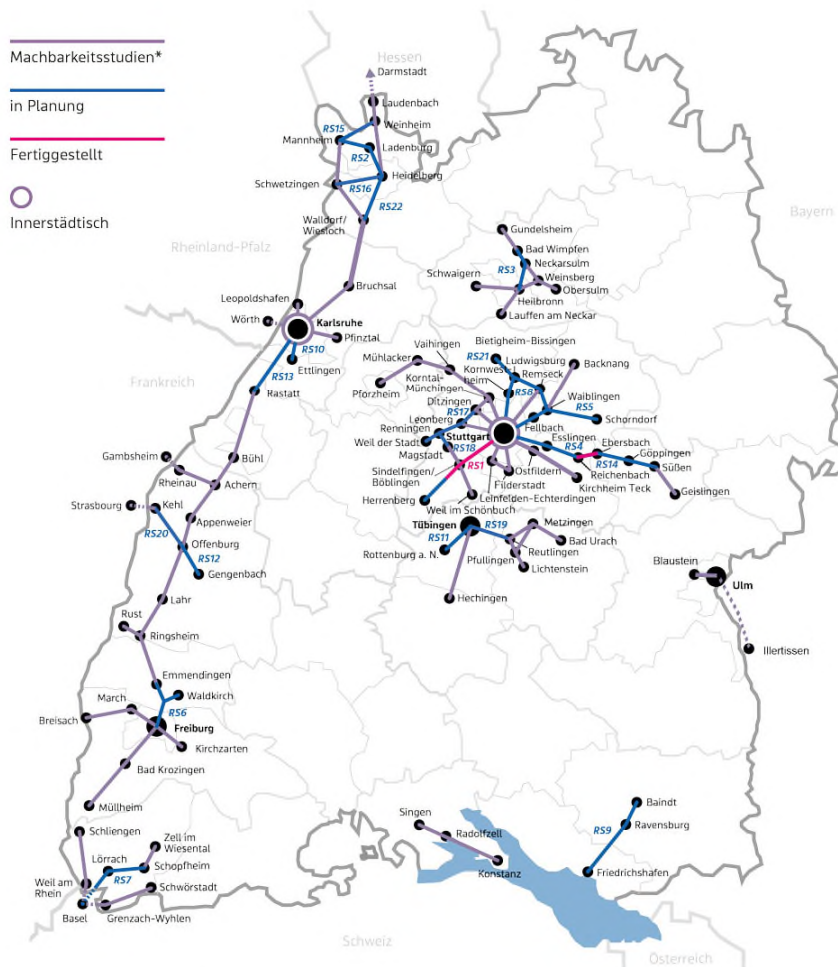 Machbarkeitsstudien*
in Planung
Fertiggestellt
Innerstädtisch
Hessen
Darmstadt
Laudenbach
Weinheim
RS15
Mannheim
Ladenburg
RS2
Heidelberg
Schwetzingen
RS16
RS22
Walldorf/
Wiesloch
Bayern
Rheinland-Pfalz
Gundelsheim
Bad Wimpfen
Neckarsulm
RS3
Weinsberg
Schwaigern
Obersulm
Heilbronn
Lauffen am Neckar
Bruchsal
Leopoldshafen
Wörth
Karlsruhe
Pfinztal
RS10
Ettlingen
RS13
Rastatt
Frankreich
Bietigheim-Bissingen
Vaihingen
RS21
Ludwigsburg
Mühlacker
Kornwest-
heim
Remseck
Backnang
Korntal-
Münchingen
RS8
Pforzheim
Ditzingen
Waiblingen
RS17
RS5
Leonberg
Schorndorf
Renningen
Fellbach
Weil der Stadt
Stuttgart
Esslingen
RS18
RS4
Ebersbach
Magstadt
Göppingen
RS1
Ostfildern
RS14
Süßen
Sindelfingen/
Böblingen
Reichenbach
Filderstadt
Kirchheim Teck
Herrenberg
Leinfelden-Echterdingen
Geislingen
Weil im Schönbuch
Bühl
Gambsheim
Rheinau
Achern
Strasbourg
Kehl
Appenweier
RS20
Offenburg
RS12
Gengenbach
Tübingen
RS19
Metzingen
RS11
Bad Urach
Rottenburg a. N.
Reutlingen
Pfullingen
Lichtenstein
Hechingen
Blaustein
Ulm
Illertissen
Lahr
Rust
Ringsheim
Emmendingen
Waldkirch
March
RS6
Breisach
Freiburg
Kirchzarten
Bad Krozingen
Müllheim
Schliengen
Zell im
Wiesental
Lörrach
Schopfheim
RS7
Weil am
Rhein
Schwörstadt
Basel
Grenzach-Wyhlen
Singen
Radolfzell
Konstanz
Baindt
RS9
Ravensburg
Friedrichshafen
Schweiz
Österreich